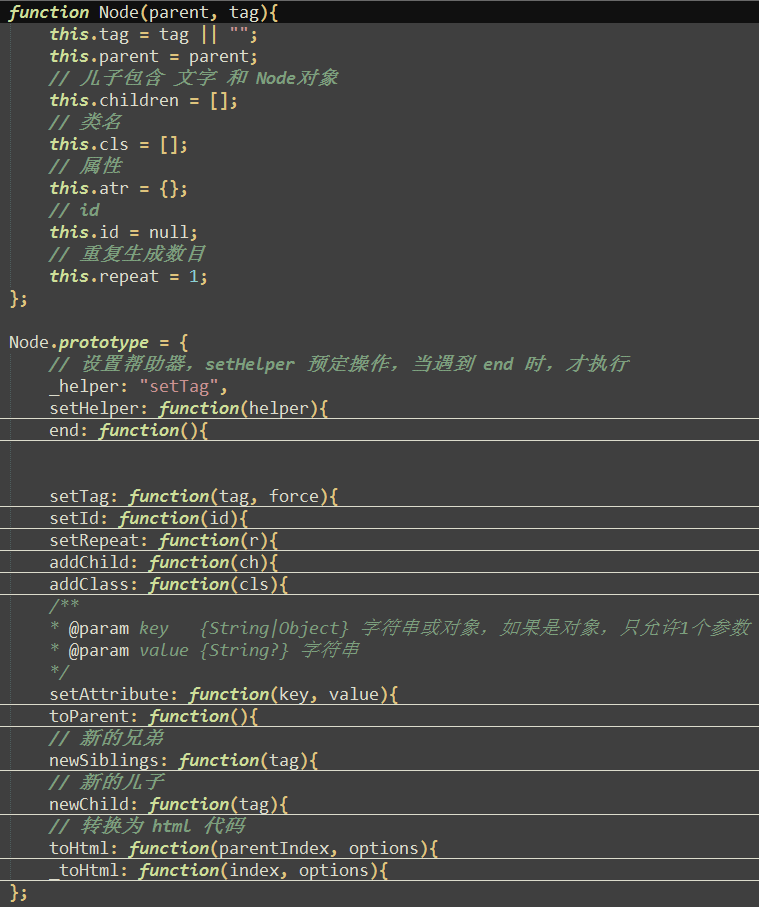 function Node(parent, tag){
    this.tag = tag || "";
    this.parent = parent;
    // 儿子包含 文字 和 Node对象
    this.children = [];
    // 类名
    this.cls = [];
    // 属性
    this.atr = {};
    // id
    this.id = null;
    // 重复生成数目
    this.repeat = 1;
};

Node.prototype = {
    // 设置帮助器，setHelper 预定操作，当遇到 end 时，才执行
    _helper: "setTag",
    setHelper: function(helper){
    end: function(){

    setTag: function(tag, force){
    setId: function(id){
    setRepeat: function(r){
    addChild: function(ch){
    addClass: function(cls){
    /**
    * @param key   {String|Object} 字符串或对象，如果是对象，只允许1个参数
    * @param value {String?} 字符串
    */
    setAttribute: function(key, value){
    toParent: function(){
    // 新的兄弟
    newSiblings: function(tag){
    // 新的儿子
    newChild: function(tag){
    // 转换为 html 代码
    toHtml: function(parentIndex, options){
    _toHtml: function(index, options){
};